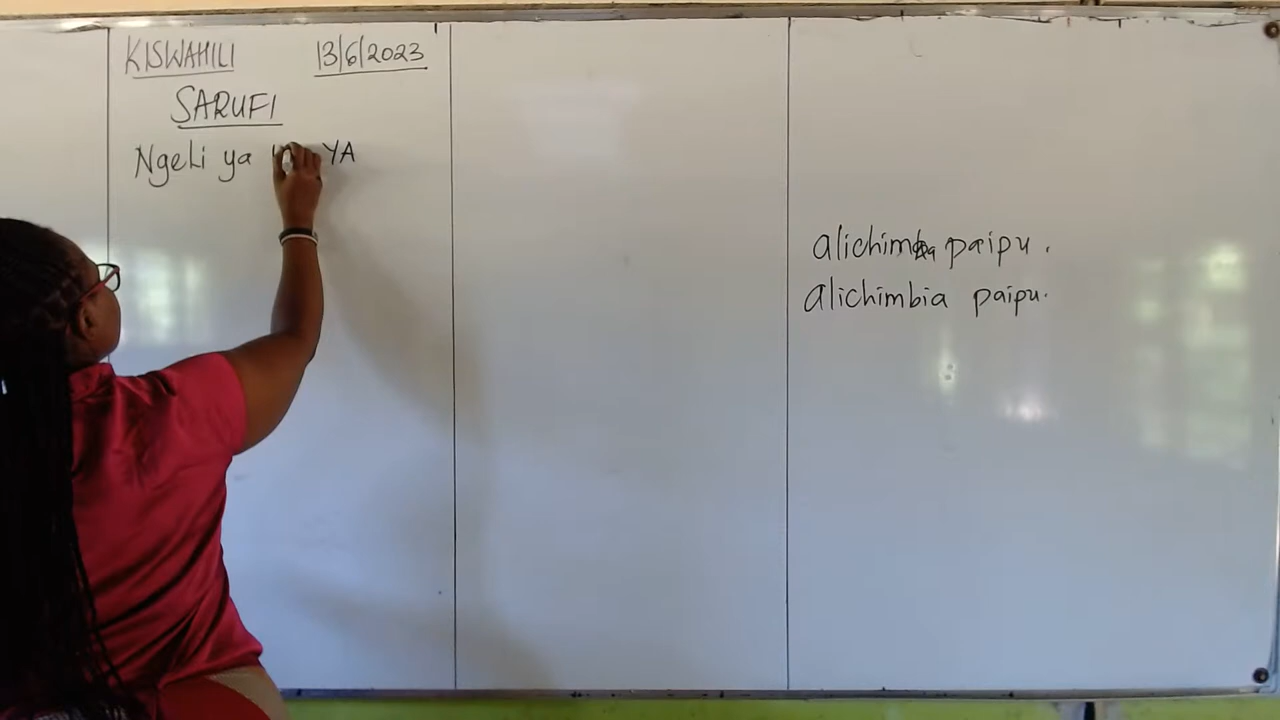 KISWAHILI 13/6/2023
SARUFI
Ngeli ya YA
alichimba paipu.
alichimbia paipu.